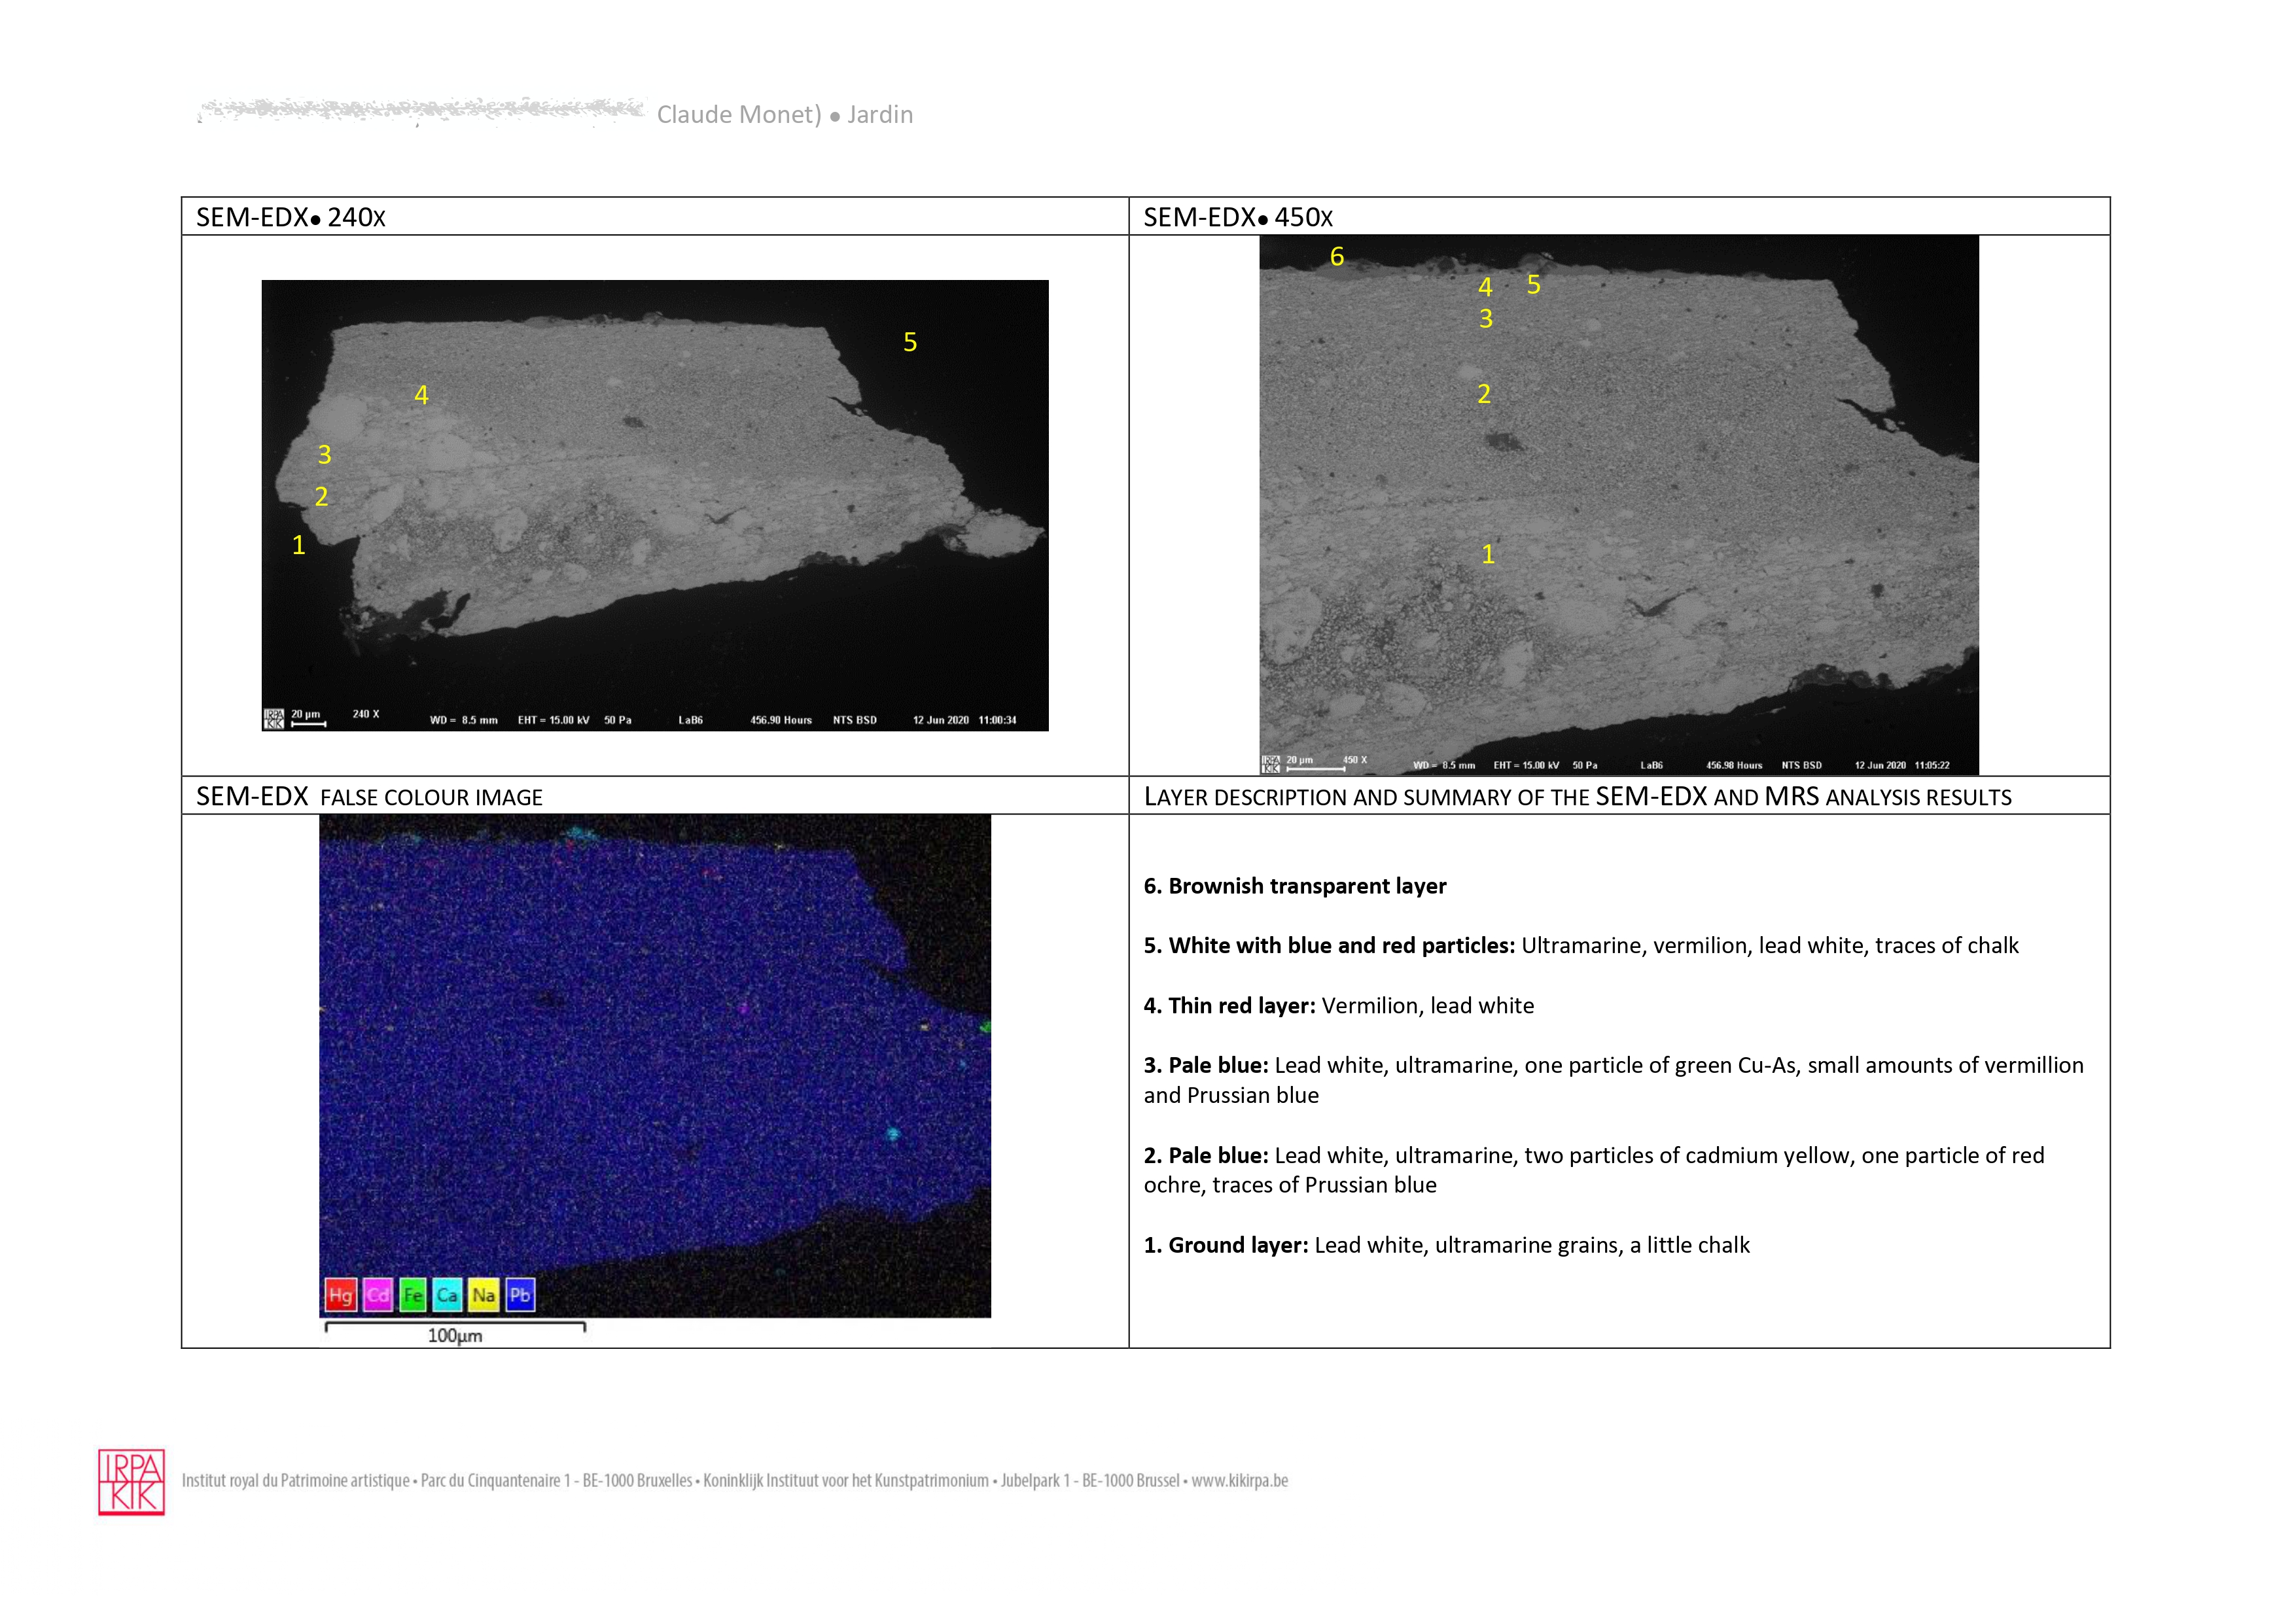 Claude Monet) ● Jardin
SEM-EDX● 240X
SEM-EDX● 450X
5
4
3
2
1
IRPA KIK 20 µm 240 X WD = 8.5 mm EHT = 15.00 kV 50 Pa LaB6 456.90 Hours NTS BSD 12 Jun 2020 11:00:34
6
4 5
3
2
1
IRPA KIK 20 µm 450 X WD = 8.5 mm EHT = 15.00 kV 50 Pa LaB6 456.98 Hours NTS BSD 12 Jun 2020 11:05:22
SEM-EDX FALSE COLOUR IMAGE
Hg Cd Fe Ca Na Pb
100µm
LAYER DESCRIPTION AND SUMMARY OF THE SEM-EDX AND MRS ANALYSIS RESULTS
6. Brownish transparent layer
5. White with blue and red particles: Ultramarine, vermilion, lead white, traces of chalk
4. Thin red layer: Vermilion, lead white
3. Pale blue: Lead white, ultramarine, one particle of green Cu-As, small amounts of vermillion
and Prussian blue
2. Pale blue: Lead white, ultramarine, two particles of cadmium yellow, one particle of red
ochre, traces of Prussian blue
1. Ground layer: Lead white, ultramarine grains, a little chalk
IRPA
KIK
Institut royal du Patrimoine artistique • Parc du Cinquantenaire 1 - BE-1000 Bruxelles • Koninklijk Instituut voor het Kunstpatrimonium • Jubelpark 1 - BE-1000 Brussel • www.kikirpa.be